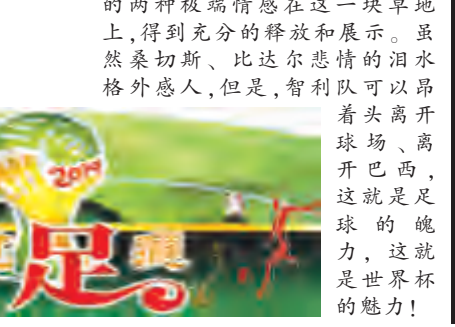 的两种极端情感在这一块草地
上,得到充分的释放和展示。虽
然桑切斯、比达尔悲情的泪水
格外感人,但是,智利队可以昂
着头离开
球场、离
开巴西,
这就是足
球的魄
力,这就
是世界杯
的魅力!
2014
足